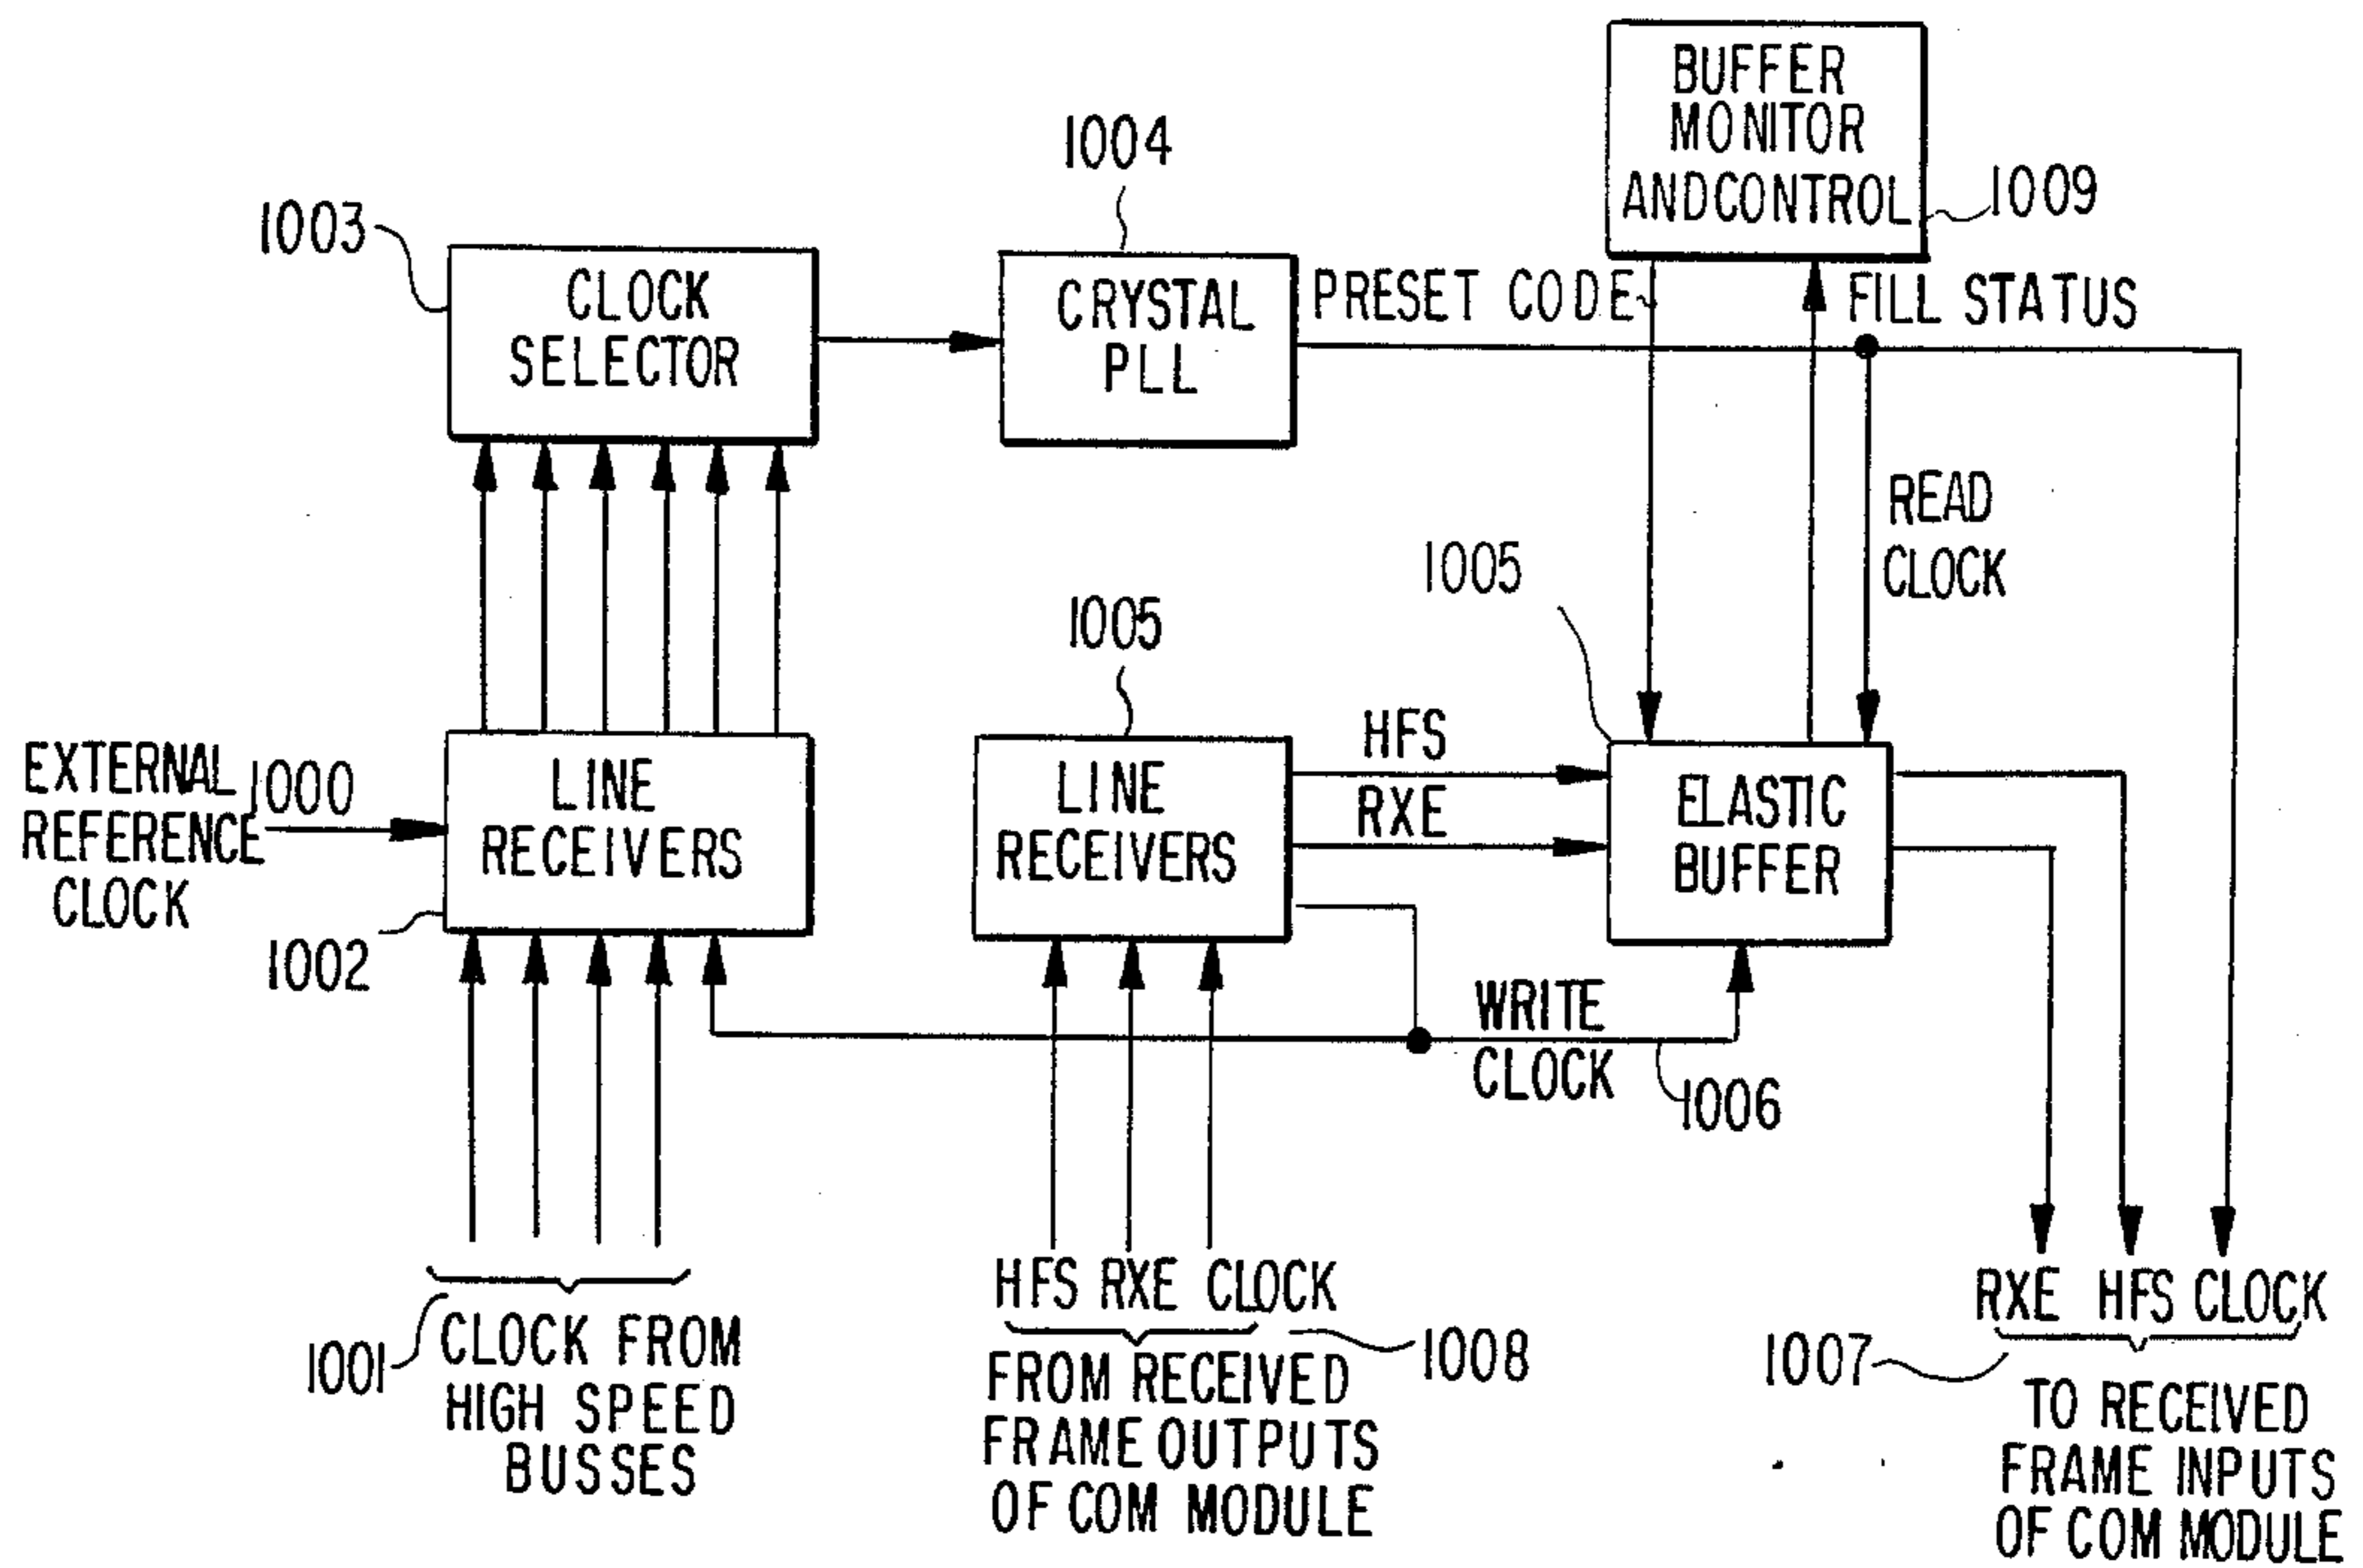 BUFFER
MONITOR
ANDCONTROL
1009
1004
1003
CLOCK
SELECTOR
CRYSTAL
PLL
PRESET CODE
FILL STATUS
READ
CLOCK
1005
1005
EXTERNAL
REFERENCE
CLOCK
1000
LINE
RECEIVERS
1002
LINE
RECEIVERS
HFS
RXE
ELASTIC
BUFFER
WRITE
CLOCK
1006
1001
CLOCK FROM
HIGH SPEED
BUSSES
HFS RXE CLOCK
1008
FROM RECEIVED
FRAME OUTPUTS
OF COM MODULE
RXE HFS CLOCK
1007
TO RECEIVED
FRAME INPUTS
OF COM MODULE